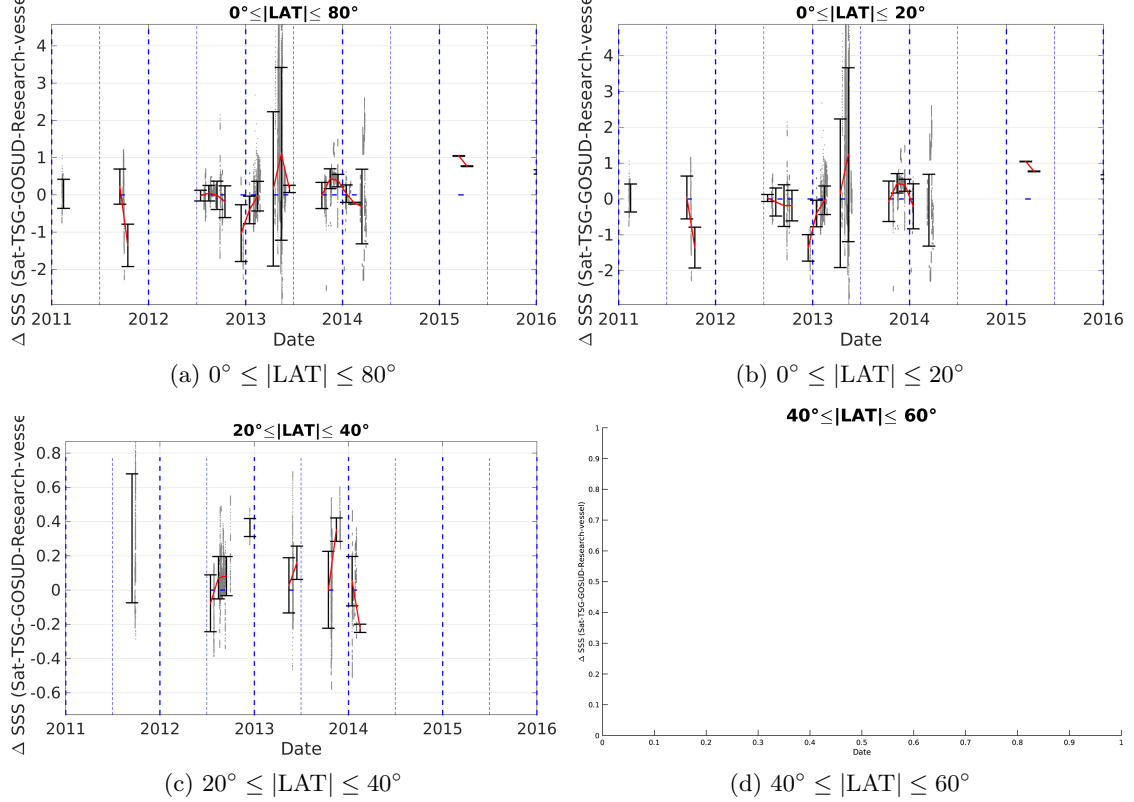 0°≤|LAT|≤ 80°
Δ SSS (Sat-TSG-GOSUD-Research-vessel)
4
3
2
1
0
-1
-2
2011 2012 2013 2014 2015 2016
Date
(a) 0° ≤ |LAT| ≤ 80°
0°≤|LAT|≤ 20°
Δ SSS (Sat-TSG-GOSUD-Research-vessel)
4
3
2
1
0
-1
-2
2011 2012 2013 2014 2015 2016
Date
(b) 0° ≤ |LAT| ≤ 20°
20°≤|LAT|≤ 40°
Δ SSS (Sat-TSG-GOSUD-Research-vesse
0.8
0.6
0.4
0.2
0
-0.2
-0.4
-0.6
2011 2012 2013 2014 2015 2016
Date
(c) 20° ≤ |LAT| ≤ 40°
40°≤|LAT|≤ 60°
Δ SSS (Sat-TSG-GOSUD-Research-vessel)
1
0.9
0.8
0.7
0.6
0.5
0.4
0.3
0.2
0.1
0
0 0.1 0.2 0.3 0.4 0.5 0.6 0.7 0.8 0.9 1
Date
(d) 40° ≤ |LAT| ≤ 60°